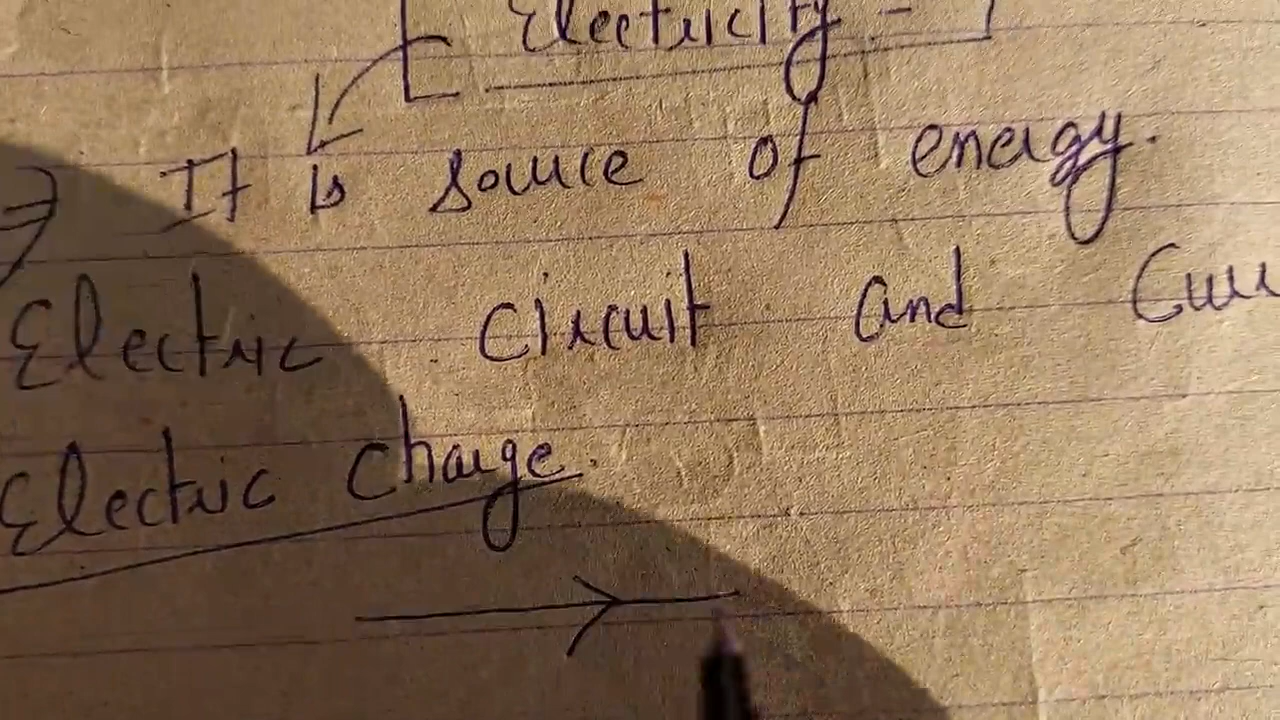 Electricity -
⇒ It is source of energy.
Electric Circuit and
Electric Charge.